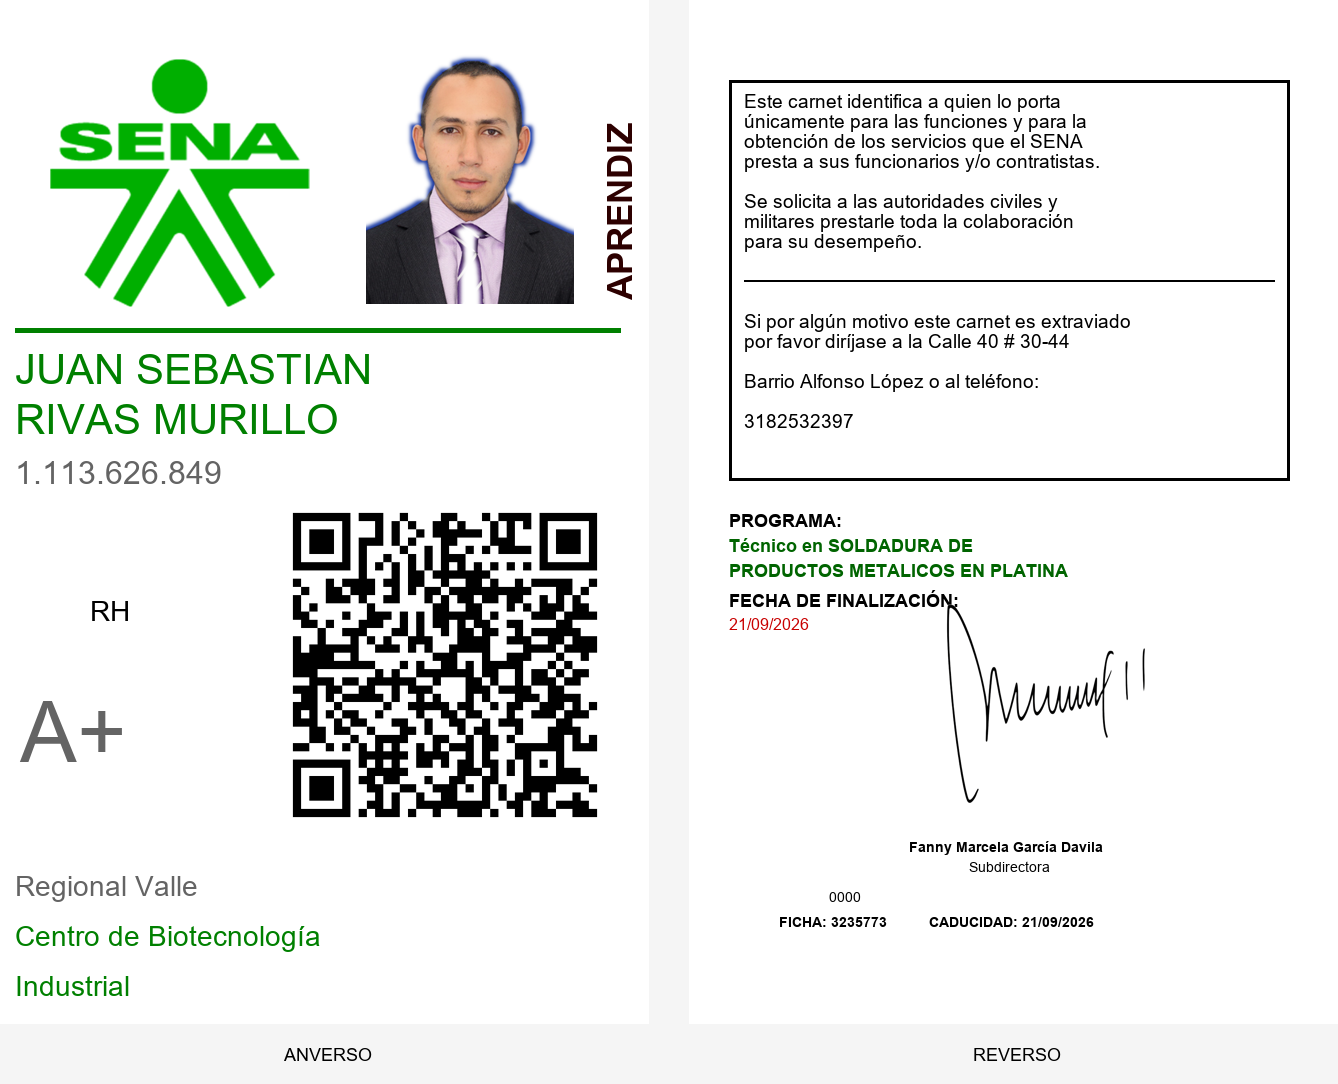 SENA
APRENDIZ
JUAN SEBASTIAN
RIVAS MURILLO
1.113.626.849
RH
A+
Regional Valle
Centro de Biotecnología
Industrial
ANVERSO
Este carnet identifica a quien lo porta
únicamente para las funciones y para la
obtención de los servicios que el SENA
presta a sus funcionarios y/o contratistas.
Se solicita a las autoridades civiles y
militares prestarle toda la colaboración
para su desempeño.
Si por algún motivo este carnet es extraviado
por favor diríjase a la Calle 40 # 30-44
Barrio Alfonso López o al teléfono:
3182532397
PROGRAMA:
Técnico en SOLDADURA DE
PRODUCTOS METALICOS EN PLATINA
FECHA DE FINALIZACIÓN:
21/09/2026
Fanny Marcela García Davila
Subdirectora
0000
FICHA: 3235773 CADUCIDAD: 21/09/2026
REVERSO